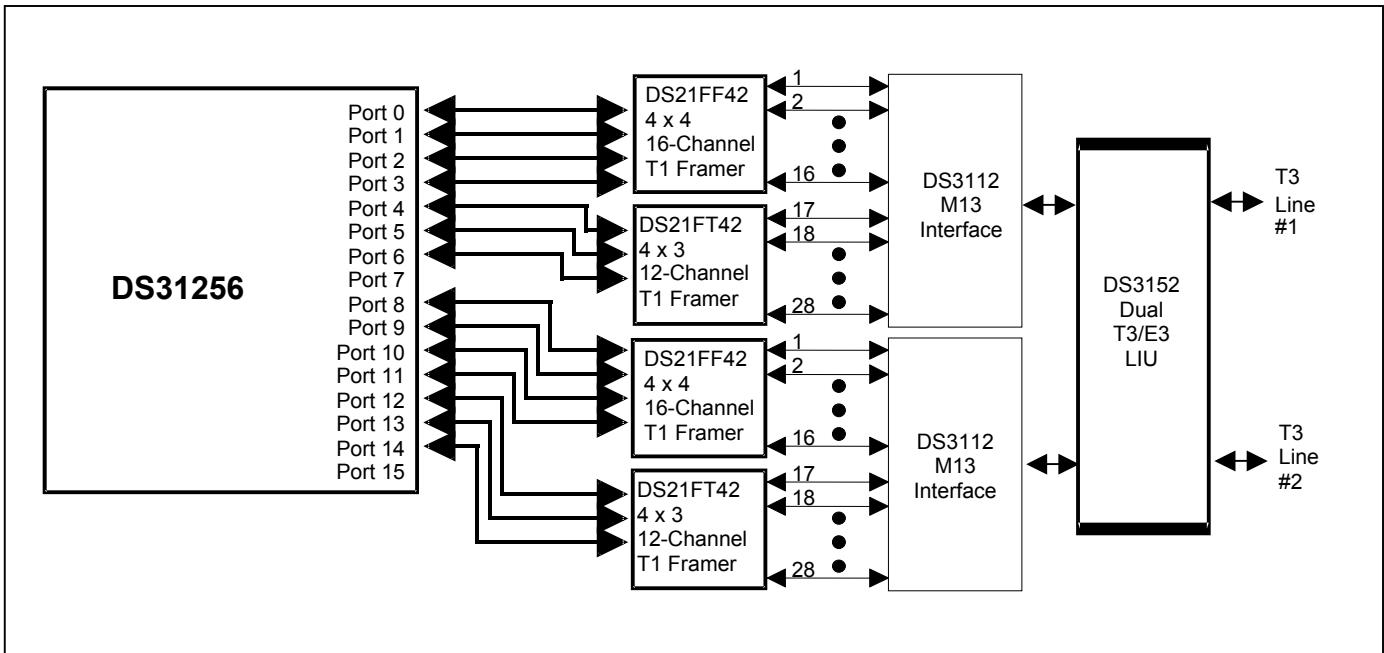 DS31256
Port 0
Port 1
Port 2
Port 3
Port 4
Port 5
Port 6
Port 7
Port 8
Port 9
Port 10
Port 11
Port 12
Port 13
Port 14
Port 15
DS21FF42
4 x 4
16-Channel
T1 Framer
DS21FT42
4 x 3
12-Channel
T1 Framer
DS21FF42
4 x 4
16-Channel
T1 Framer
DS21FT42
4 x 3
12-Channel
T1 Framer
1
2
16
17
18
28
1
2
16
17
18
28
DS3112
M13
Interface
DS3112
M13
Interface
DS3152
Dual
T3/E3
LIU
T3
Line
#1
T3
Line
#2